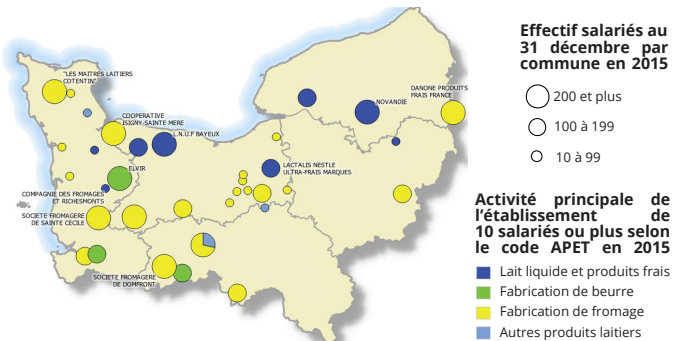 "LES MAITRES LAITIERS
COTENTIN"
COOPERATIVE
ISIGNY-SAINTE MERE
L.N.U.F BAYEUX
ELVIR
COMPAGNIE DES FROMAGES
ET RICHESMONTS
SOCIETE FROMAGERE
DE SAINTE CECILE
SOCIETE FROMAGERE
DE DOMFRONT
LACTALIS NESTLE
ULTRA-FRAIS MARQUES
NOVANDIE
DANONE PRODUITS
FRAIS FRANCE
Effectif salariés au
31 décembre par
commune en 2015
200 et plus
100 à 199
10 à 99
Activité principale de
l'établissement de
10 salariés ou plus selon
le code APET en 2015
Lait liquide et produits frais
Fabrication de beurre
Fabrication de fromage
Autres produits laitiers